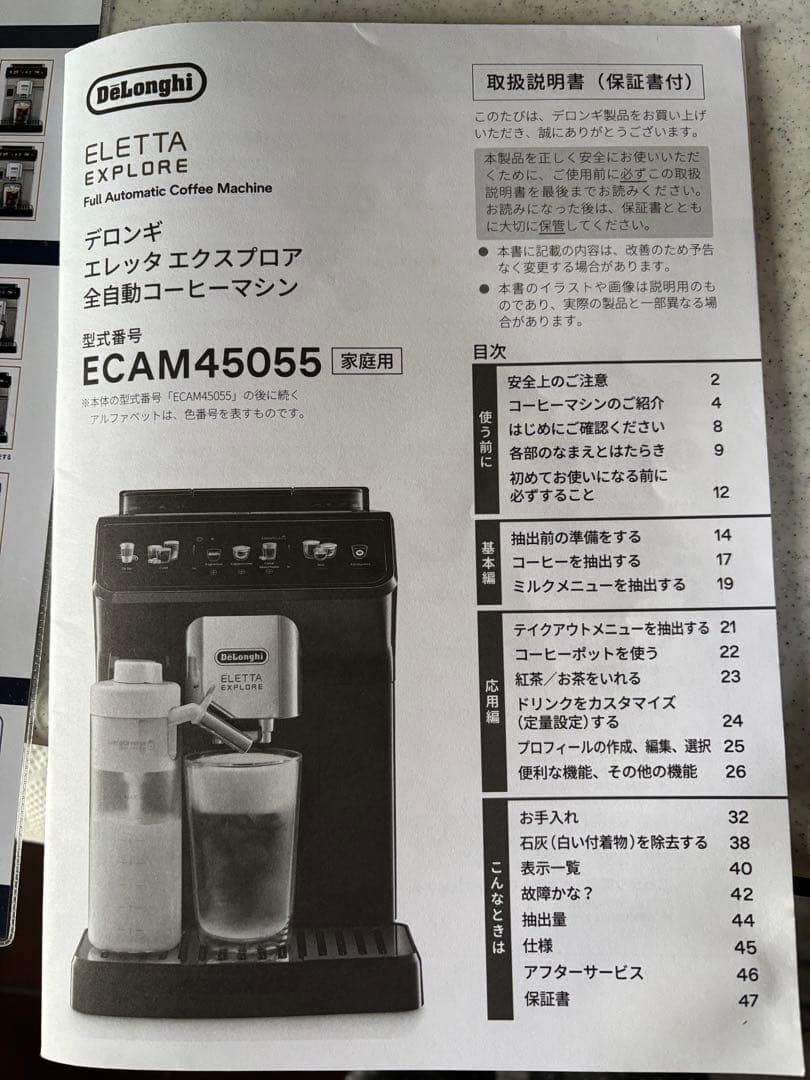 DeLonghi
ELETTA
EXPLORE
Full Automatic Coffee Machine
デロンギ
エレッタ エクスプロア
全自動コーヒーマシン
型式番号
ECAM45055 家庭用
※本体の型式番号「ECAM45055」の後に続く
アルファベットは、色番号を表すものです。
DeLonghi
ELETTA
EXPLORE
取扱説明書（保証書付）
このたびは、デロンギ製品をお買い上げ
いただき、誠にありがとうございます。
本製品を正しく安全にお使いいただ
くために、ご使用前に必ずこの取扱
説明書を最後までお読みください。
お読みになった後は、保証書ととも
に大切に保管してください。
● 本書に記載の内容は、改善のため予告
なく変更する場合があります。
● 本書のイラストや画像は説明用のも
のであり、実際の製品と一部異なる場
合があります。
目次
使う前に
安全上のご注意 2
コーヒーマシンのご紹介 4
はじめにご確認ください 8
各部のなまえとはたらき 9
初めてお使いになる前に
必ずすること 12
基本編
抽出前の準備をする 14
コーヒーを抽出する 17
ミルクメニューを抽出する 19
応用編
テイクアウトメニューを抽出する 21
コーヒーポットを使う 22
紅茶／お茶をいれる 23
ドリンクをカスタマイズ
（定量設定）する 24
プロフィールの作成、編集、選択 25
便利な機能、その他の機能 26
こんなときは
お手入れ 32
石灰（白い付着物）を除去する 38
表示一覧 40
故障かな？ 42
抽出量 44
仕様 45
アフターサービス 46
保証書 47